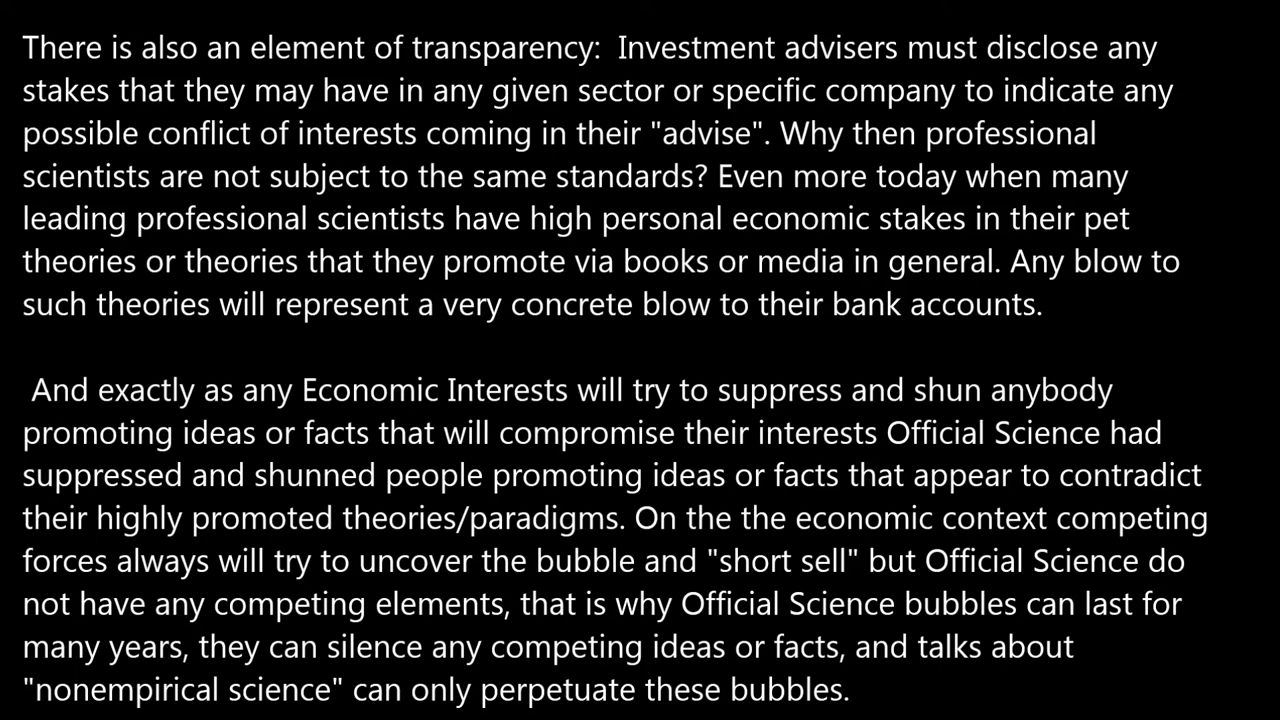 There is also an element of transparency:  Investment advisers must disclose any
stakes that they may have in any given sector or specific company to indicate any
possible conflict of interests coming in their "advise". Why then professional
scientists are not subject to the same standards? Even more today when many
leading professional scientists have high personal economic stakes in their pet
theories or theories that they promote via books or media in general. Any blow to
such theories will represent a very concrete blow to their bank accounts.
And exactly as any Economic Interests will try to suppress and shun anybody
promoting ideas or facts that will compromise their interests Official Science had
suppressed and shunned people promoting ideas or facts that appear to contradict
their highly promoted theories/paradigms. On the the economic context competing
forces always will try to uncover the bubble and "short sell" but Official Science do
not have any competing elements, that is why Official Science bubbles can last for
many years, they can silence any competing ideas or facts, and talks about
"nonempirical science" can only perpetuate these bubbles.